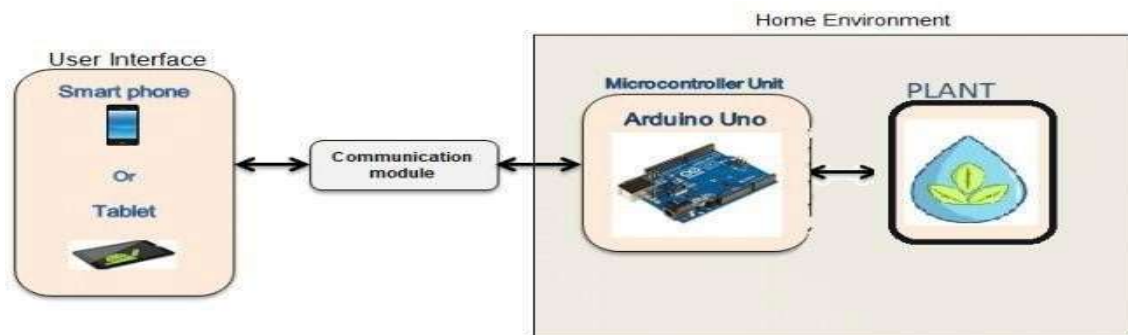 Home Environment
User Interface
Smart phone
Or
Tablet
Communication
module
Microcontroller Unit
Arduino Uno
PLANT